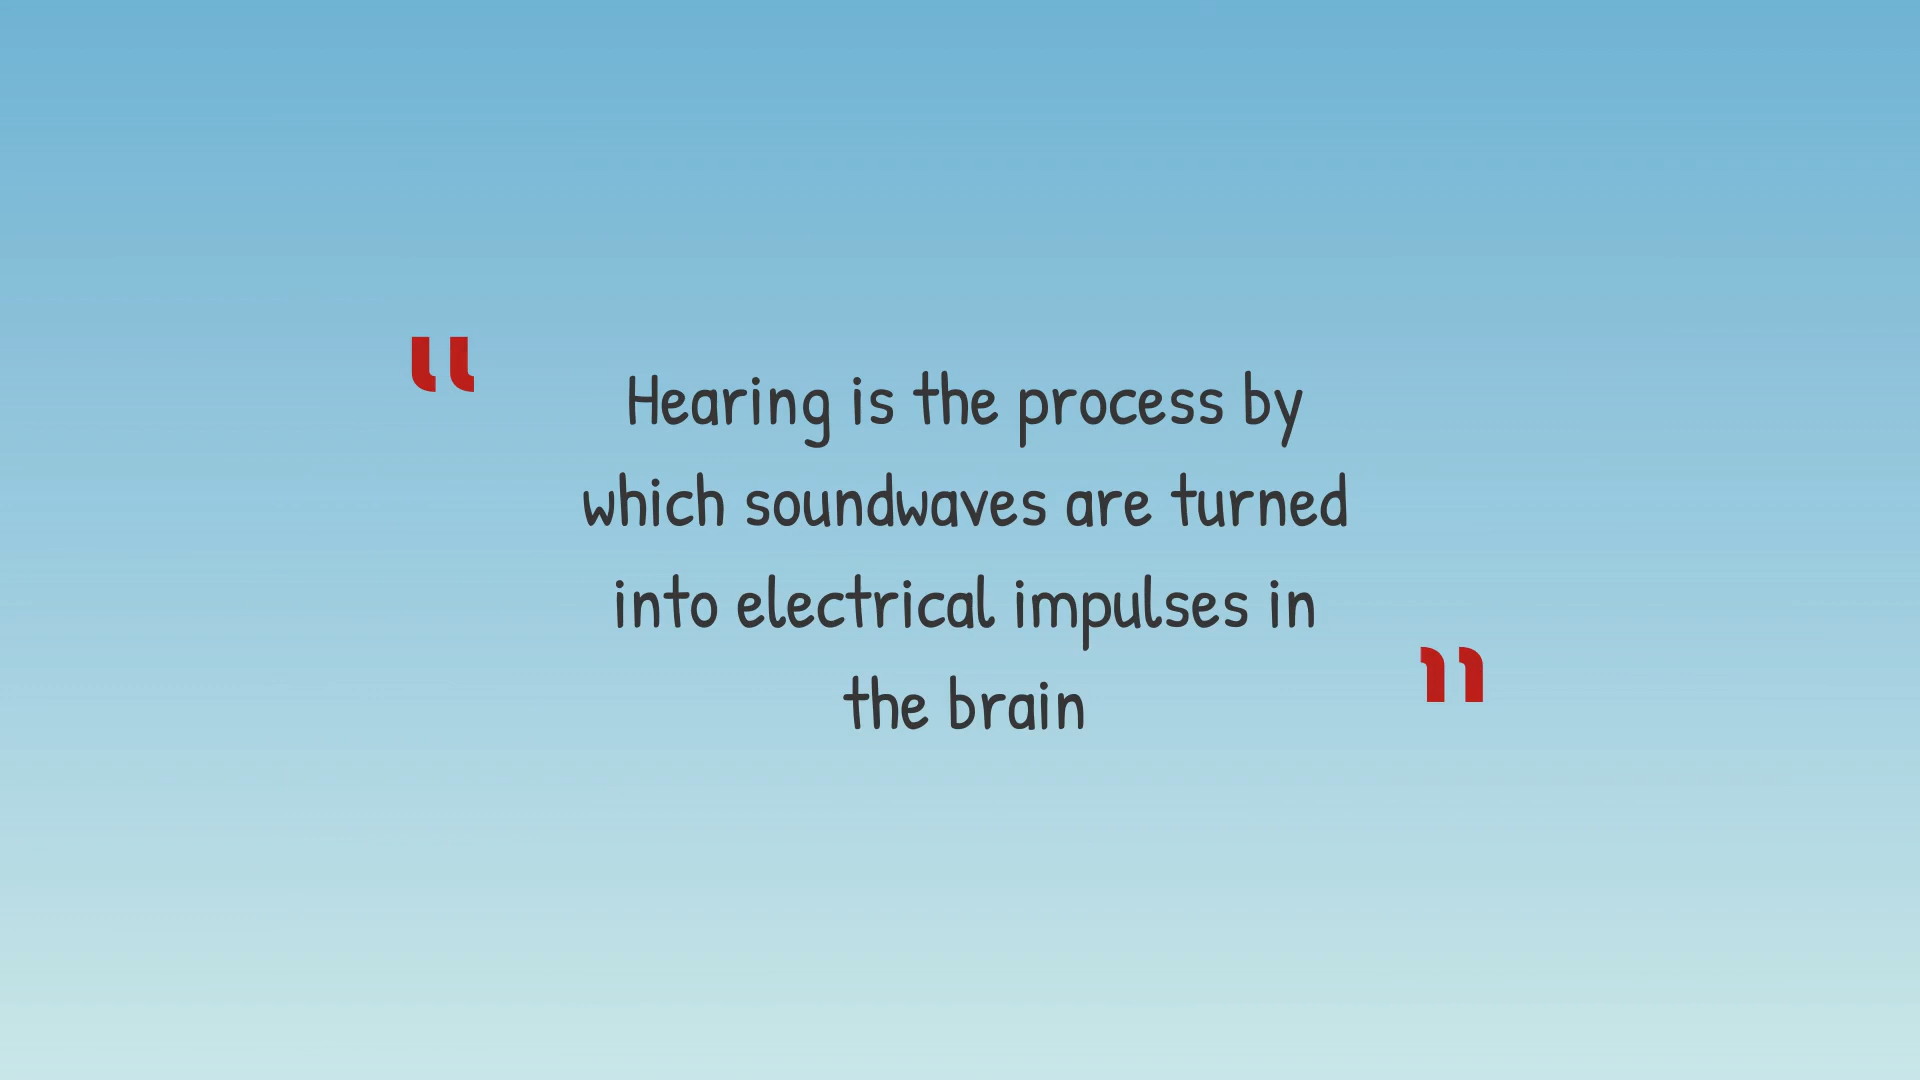 “Hearing is the process by
which soundwaves are turned
into electrical impulses in
the brain”